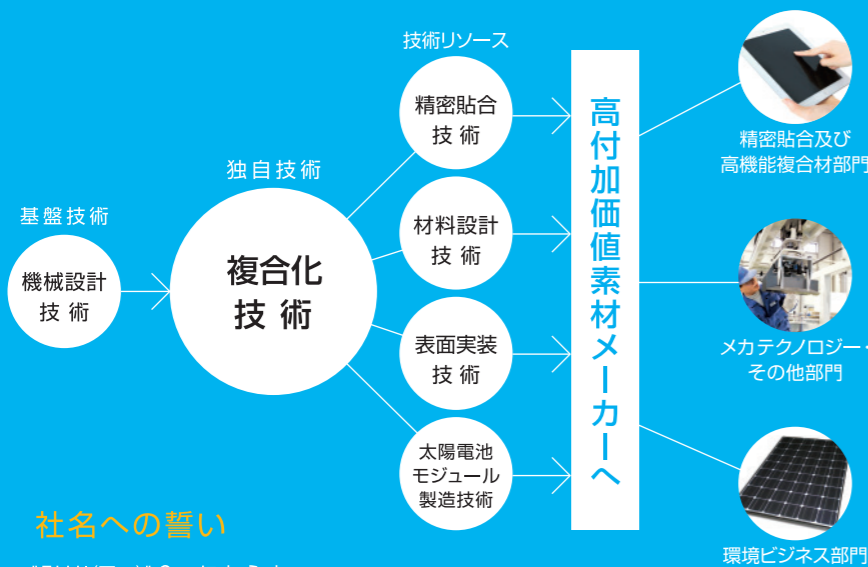 基盤技術
機械設計
技術
独自技術
複合化
技術
技術リソース
精密貼合
技術
材料設計
技術
表面実装
技術
太陽電池
モジュール
製造技術
高付加価値素材メーカーへ
精密貼合及び
高機能複合材部門
メカテクノロジー・
その他部門
環境ビジネス部門
社名への誓い